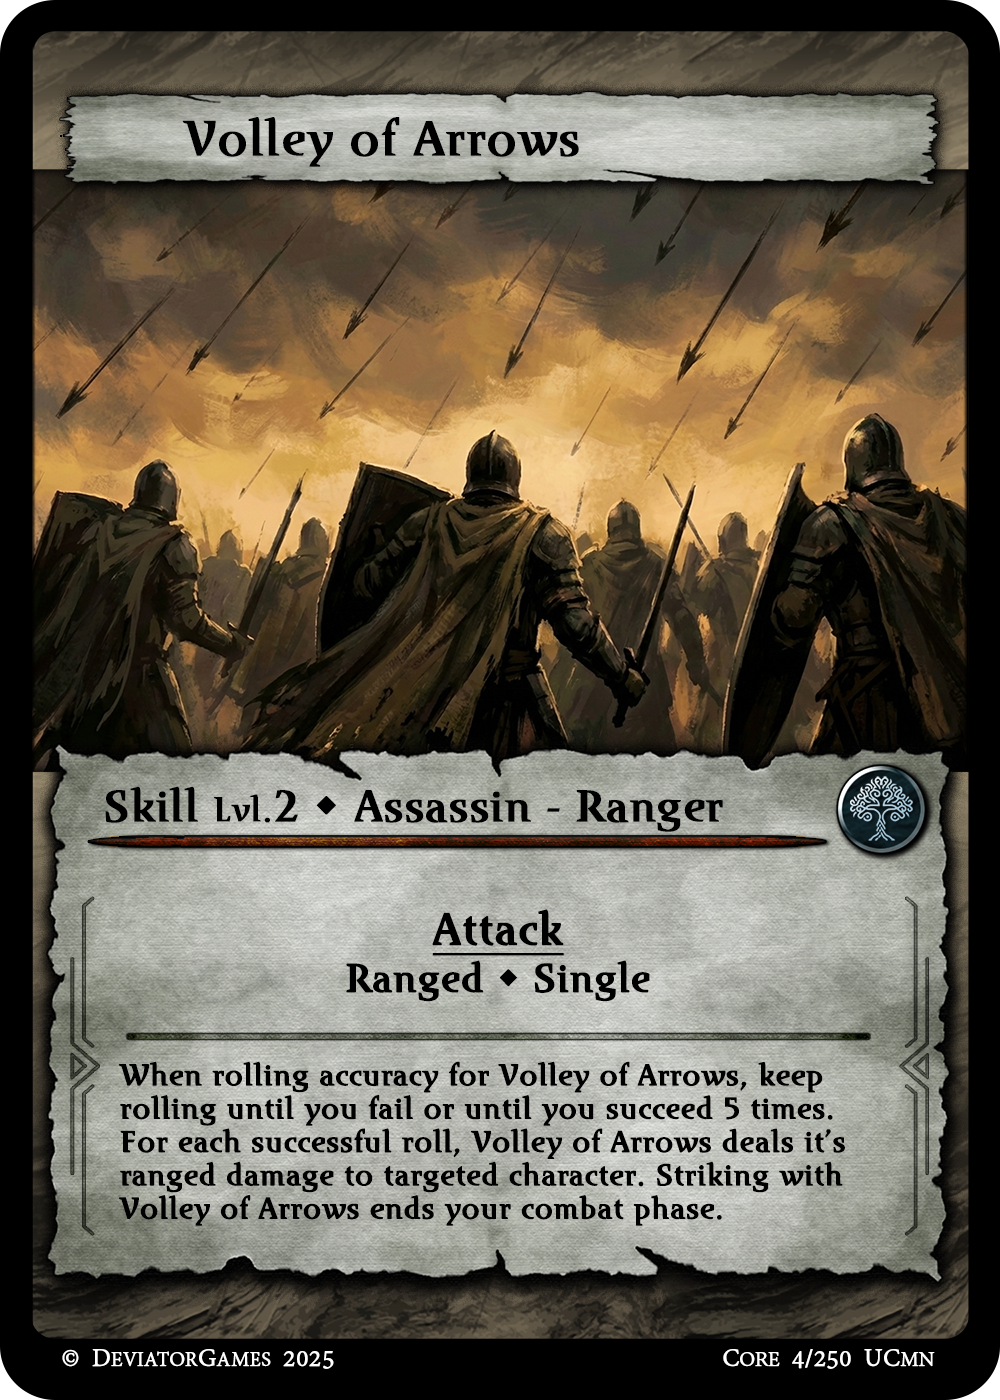 Volley of Arrows
Skill Lvl.2 ◆ Assassin - Ranger
Attack
Ranged ◆ Single
When rolling accuracy for Volley of Arrows, keep
rolling until you fail or until you succeed 5 times.
For each successful roll, Volley of Arrows deals it's
ranged damage to targeted character. Striking with
Volley of Arrows ends your combat phase.
© DeviatorGames 2025
Core 4/250 UCmn